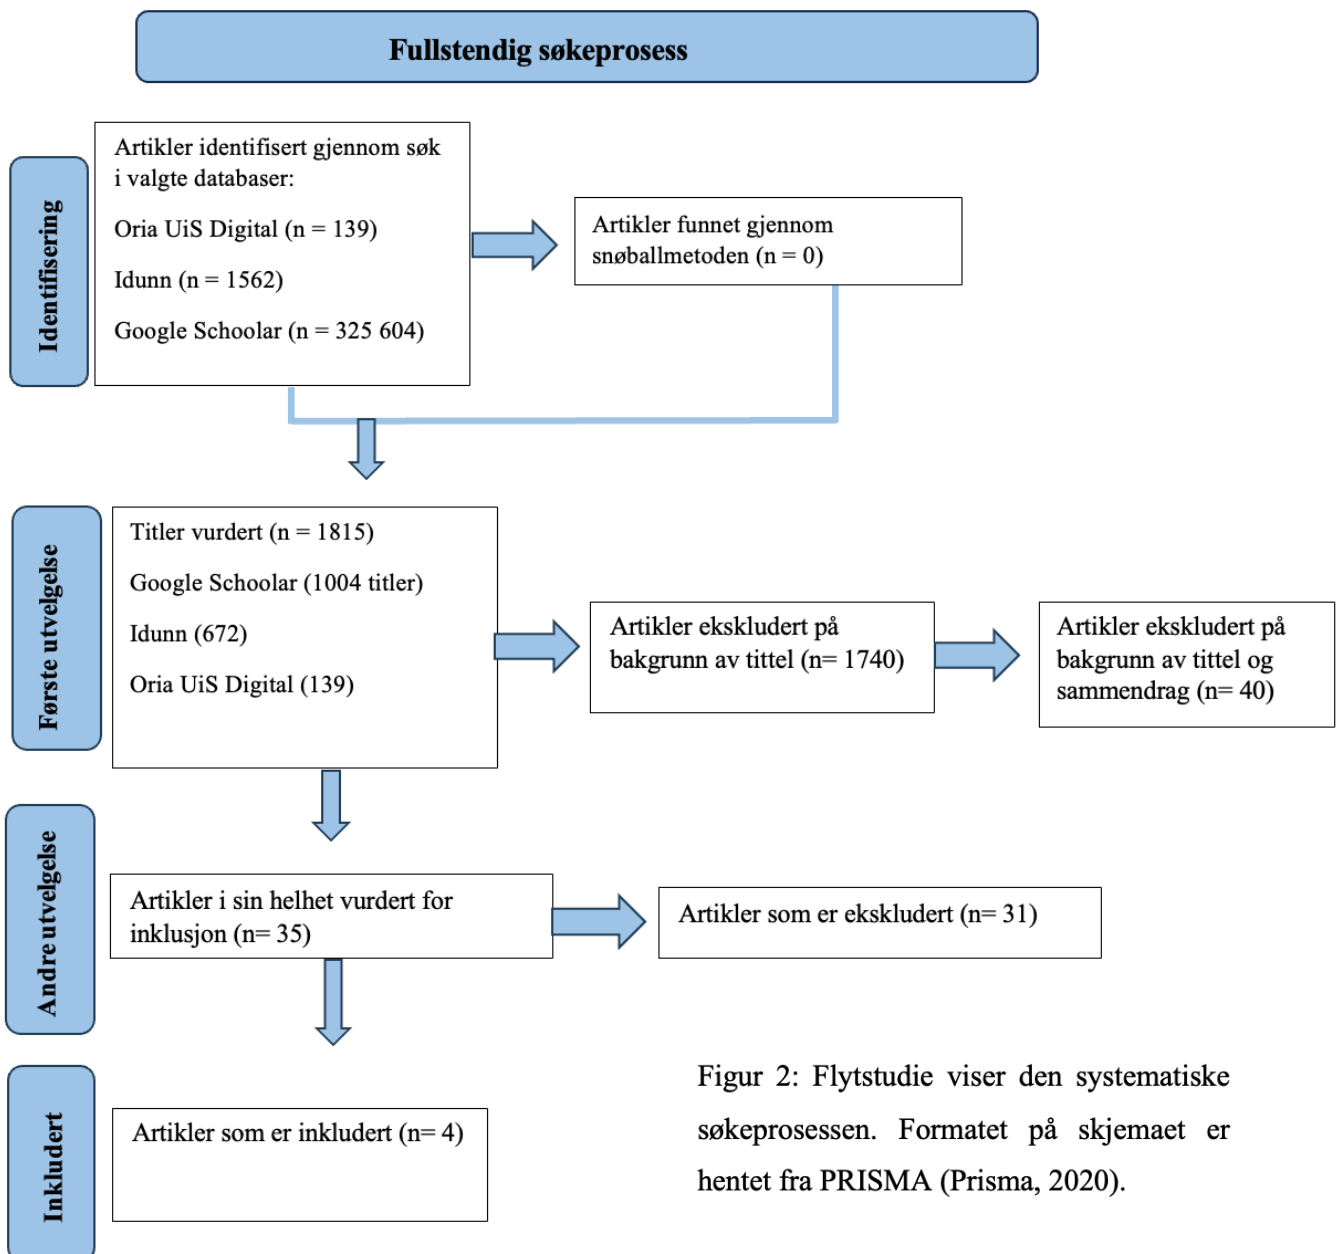 Fullstendig søkeprosess
Identifisering
Artikler identifisert gjennom søk
i valgte databaser:
Oria UiS Digital (n = 139)
Idunn (n = 1562)
Google Schoolar (n = 325 604)
Artikler funnet gjennom
snøballmetoden (n = 0)
Første utvelgelse
Titler vurdert (n = 1815)
Google Schoolar (1004 titler)
Idunn (672)
Oria UiS Digital (139)
Artikler ekskludert på
bakgrunn av tittel (n= 1740)
Artikler ekskludert på
bakgrunn av tittel og
sammendrag (n= 40)
Andre utvelgelse
Artikler i sin helhet vurdert for
inklusjon (n= 35)
Artikler som er ekskludert (n= 31)
Inkludert
Artikler som er inkludert (n= 4)
Figur 2: Flytstudie viser den systematiske
søkeprosessen. Formatet på skjemaet er
hentet fra PRISMA (Prisma, 2020).